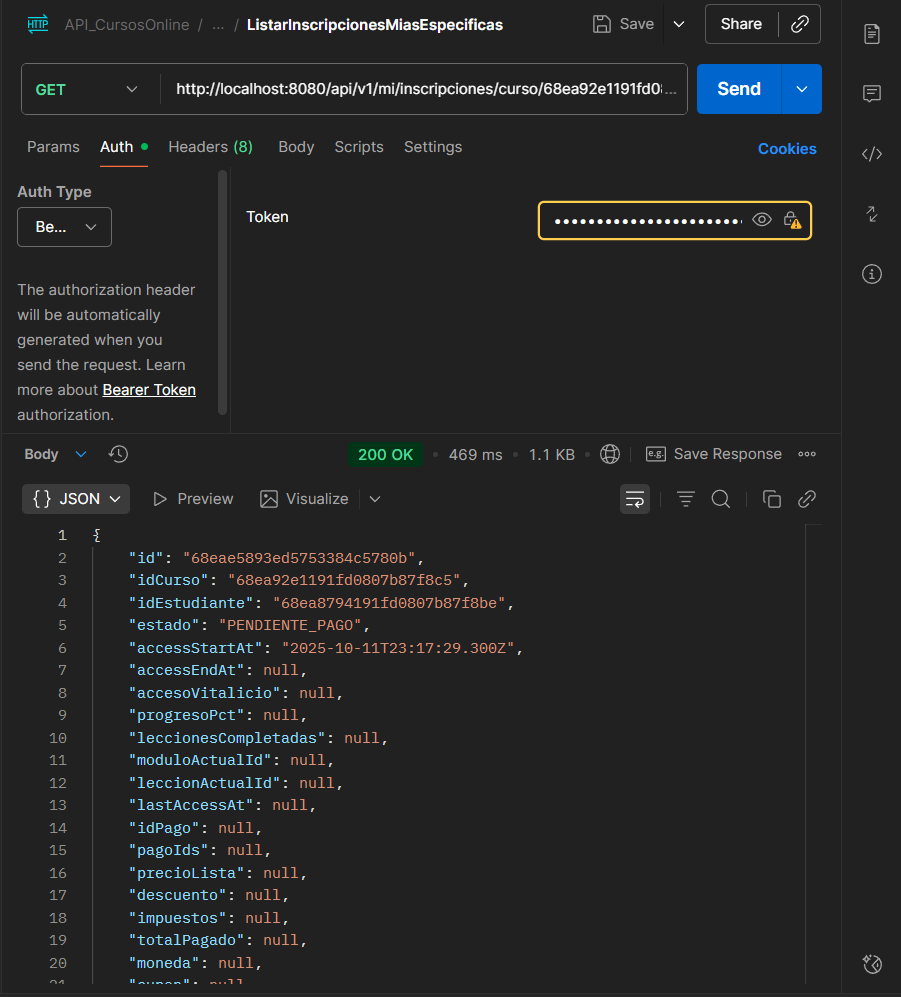 HTTP API_CursosOnline / ... / ListarInscripcionesMiasEspecificas Save Share
GET http://localhost:8080/api/v1/mi/inscripciones/curso/68ea92e1191fd0... Send
Params Auth Headers (8) Body Scripts Settings Cookies
Auth Type
Be...
Token
The authorization header
will be automatically
generated when you
send the request. Learn
more about Bearer Token
authorization.
Body 200 OK 469 ms 1.1 KB e.g. Save Response
{} JSON Preview Visualize
1 {
2 "id": "68eae5893ed5753384c5780b",
3 "idCurso": "68ea92e1191fd0807b87f8c5",
4 "idEstudiante": "68ea8794191fd0807b87f8be",
5 "estado": "PENDIENTE_PAGO",
6 "accessStartAt": "2025-10-11T23:17:29.300Z",
7 "accessEndAt": null,
8 "accesoVitalicio": null,
9 "progresoPct": null,
10 "leccionesCompletadas": null,
11 "moduloActualId": null,
12 "leccionActualId": null,
13 "lastAccessAt": null,
14 "idPago": null,
15 "pagoIds": null,
16 "precioLista": null,
17 "descuento": null,
18 "impuestos": null,
19 "totalPagado": null,
20 "moneda": null,